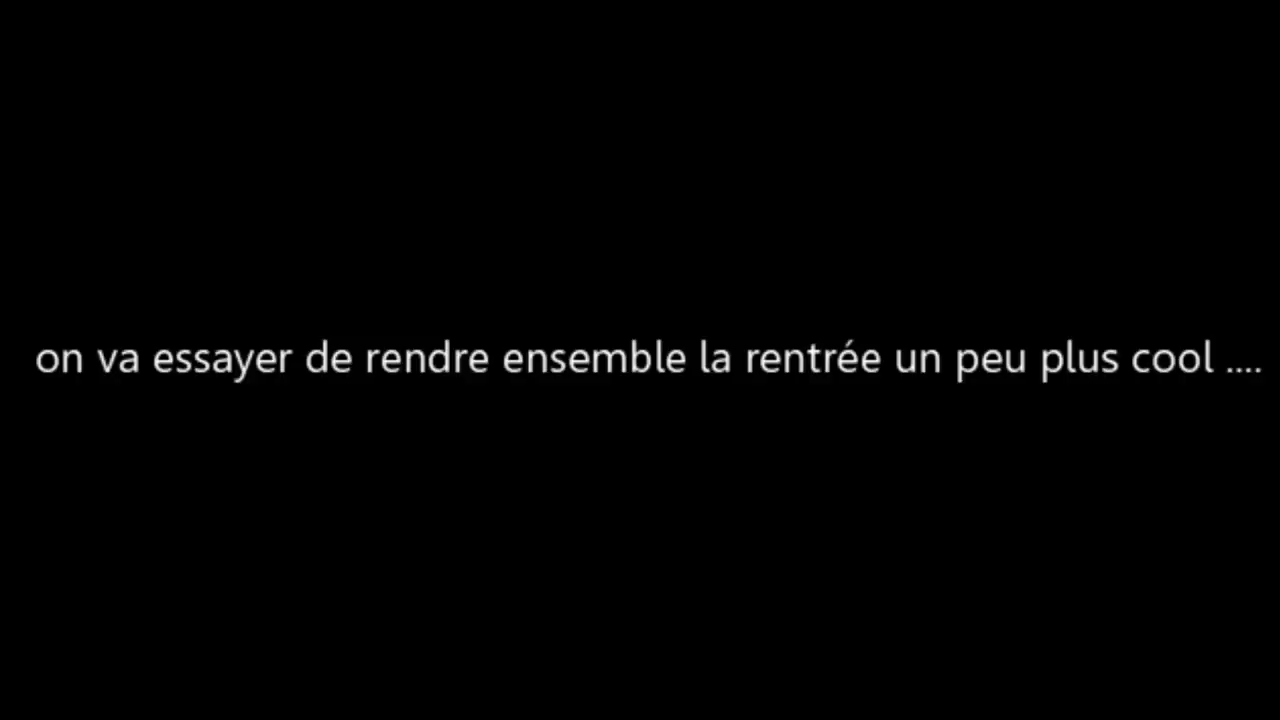 on va essayer de rendre ensemble la rentrée un peu plus cool ....